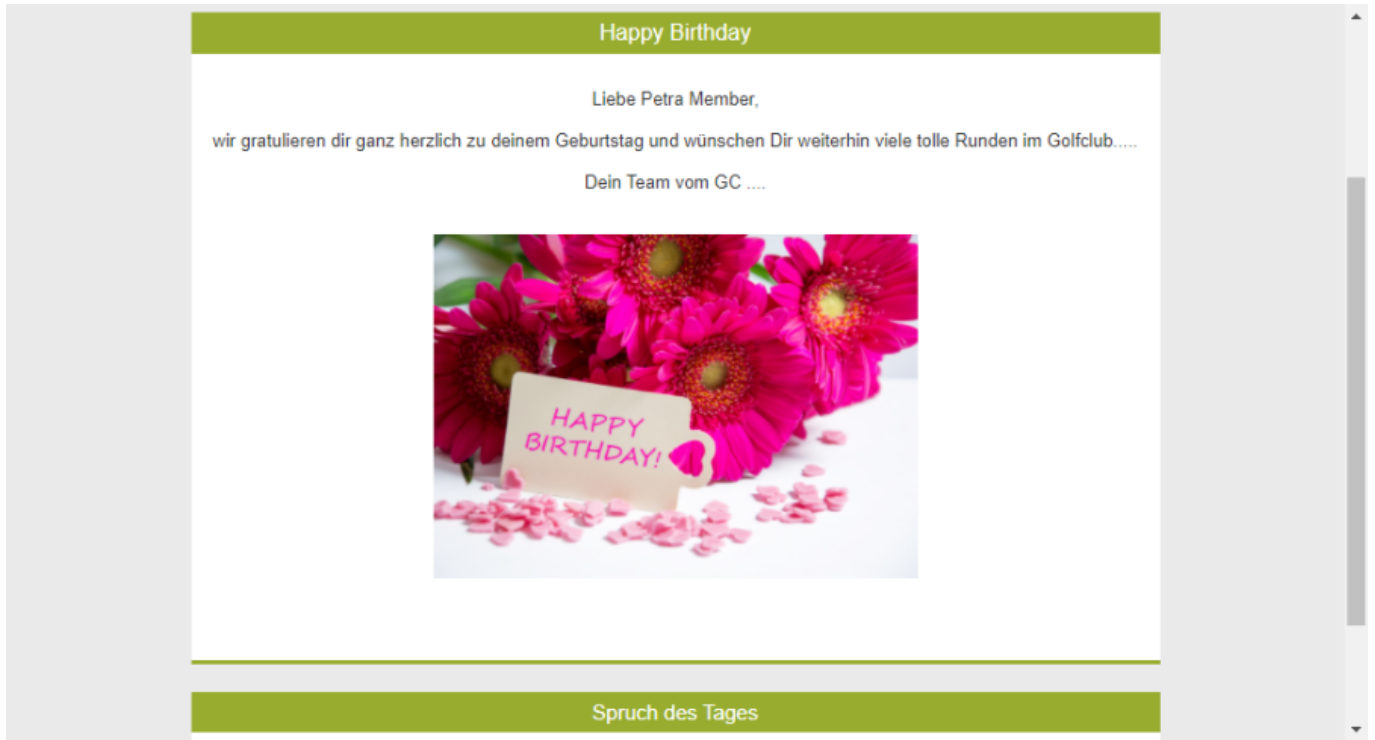 Happy Birthday
Liebe Petra Member,
wir gratulieren dir ganz herzlich zu deinem Geburtstag und wünschen Dir weiterhin viele tolle Runden im Golfclub.....
Dein Team vom GC ....
HAPPY
BIRTHDAY!
Spruch des Tages